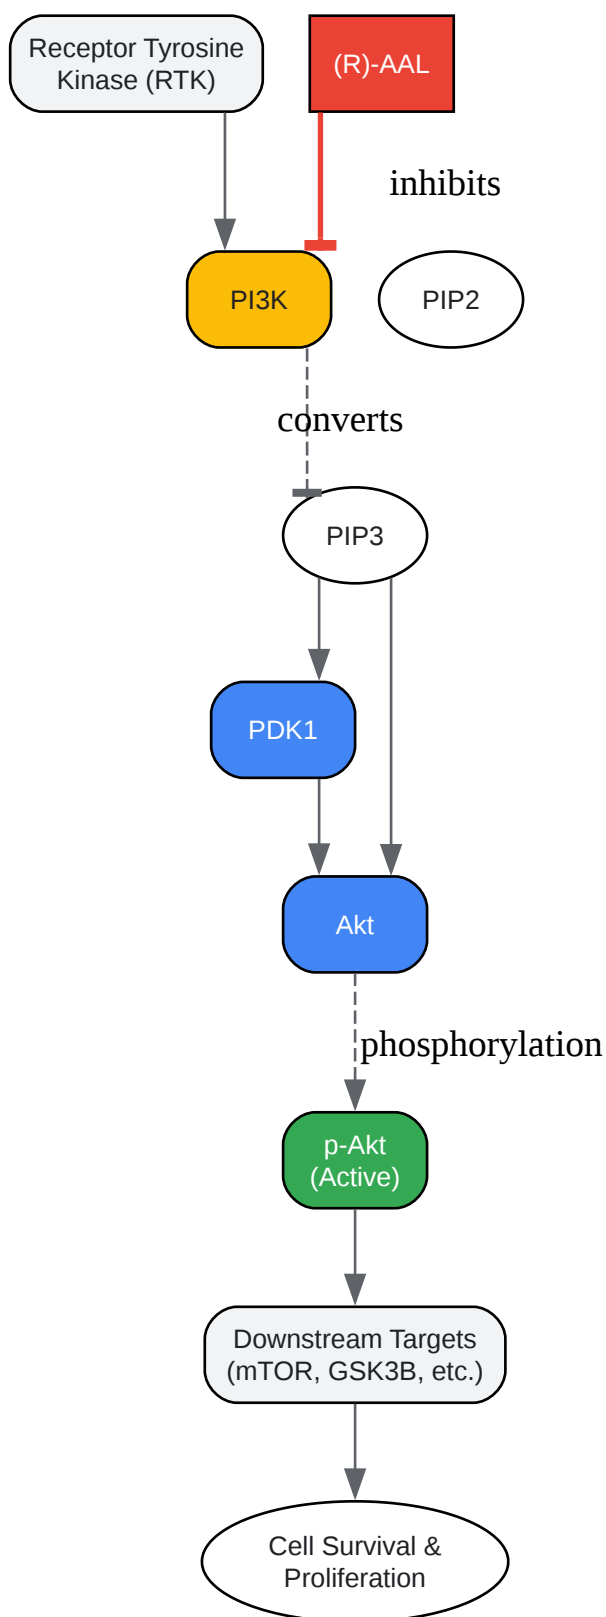 Receptor Tyrosine
Kinase (RTK)
(R)-AAL
inhibits
PI3K
PIP2
converts
PIP3
PDK1
Akt
phosphorylation
p-Akt
(Active)
Downstream Targets
(mTOR, GSK3B, etc.)
Cell Survival &
Proliferation